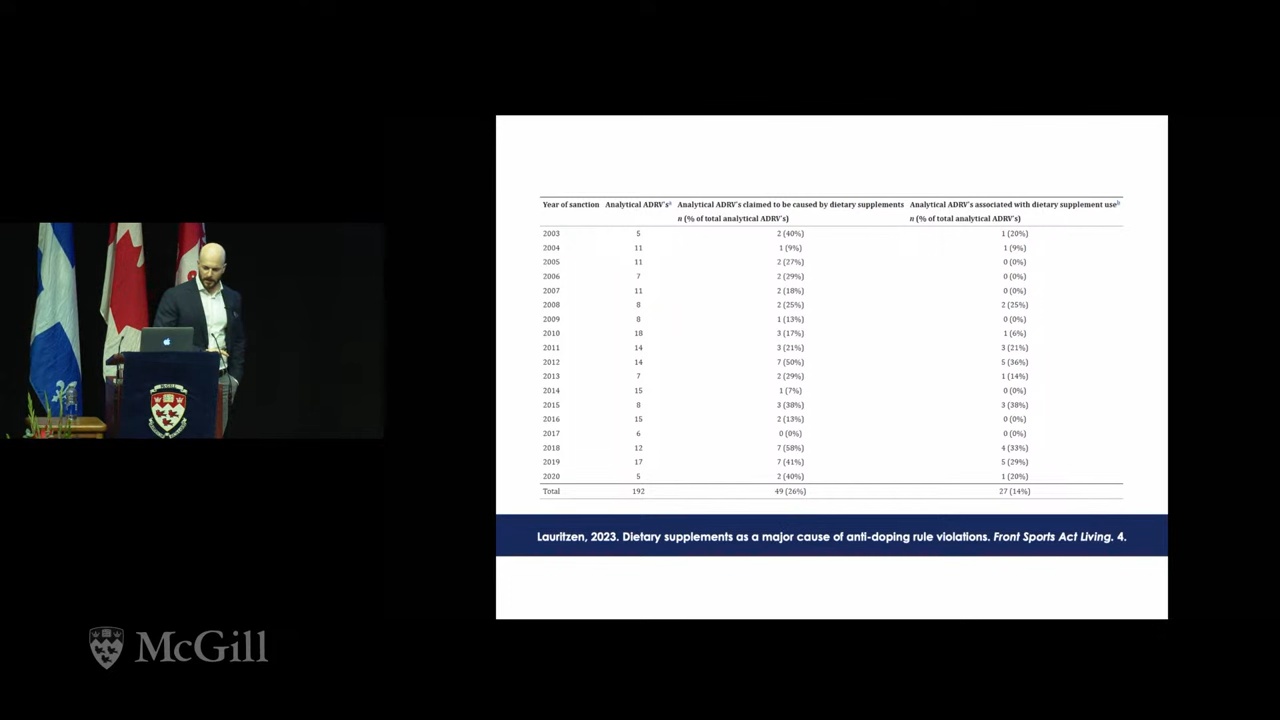 Year of sanction Analytical ADRV'sᵃ Analytical ADRV's claimed to be caused by dietary supplements Analytical ADRV's associated with dietary supplement useᵇ
n (% of total analytical ADRV's) n (% of total analytical ADRV's)
2003 5 2 (40%) 1 (20%)
2004 11 1 (9%) 1 (9%)
2005 11 2 (27%) 0 (0%)
2006 7 2 (29%) 0 (0%)
2007 11 2 (18%) 0 (0%)
2008 8 2 (25%) 2 (25%)
2009 8 1 (13%) 0 (0%)
2010 18 3 (17%) 1 (6%)
2011 14 3 (21%) 3 (21%)
2012 14 7 (50%) 5 (36%)
2013 7 2 (29%) 1 (14%)
2014 15 1 (7%) 0 (0%)
2015 8 3 (38%) 3 (38%)
2016 15 2 (13%) 0 (0%)
2017 6 0 (0%) 0 (0%)
2018 12 7 (58%) 4 (33%)
2019 17 7 (41%) 5 (29%)
2020 5 2 (40%) 1 (20%)
Total 192 49 (26%) 27 (14%)
Lauritzen, 2023. Dietary supplements as a major cause of anti-doping rule violations. Front Sports Act Living. 4.
McGILL
McGill